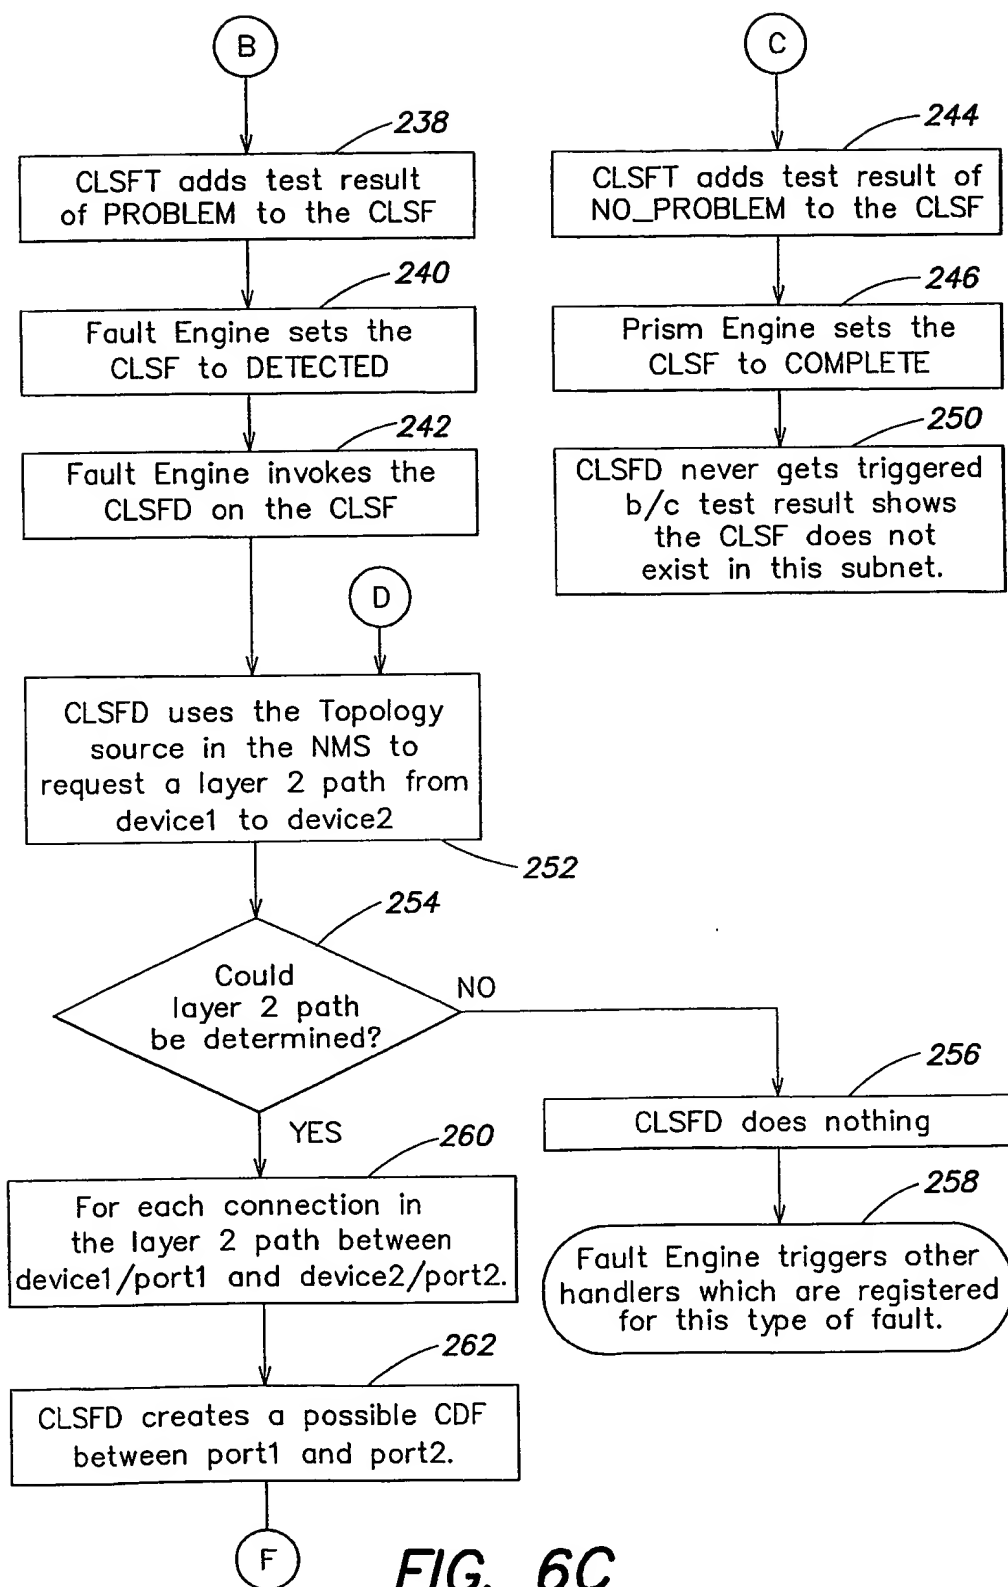 B
238
CLSFT adds test result
of PROBLEM to the CLSF
240
Fault Engine sets the
CLSF to DETECTED
242
Fault Engine invokes the
CLSFD on the CLSF
C
244
CLSFT adds test result of
NO_PROBLEM to the CLSF
246
Prism Engine sets the
CLSF to COMPLETE
250
CLSFD never gets triggered
b/c test result shows
the CLSF does not
exist in this subnet.
D
CLSFD uses the Topology
source in the NMS to
request a layer 2 path from
device1 to device2
252
254
Could
layer 2 path
be determined?
NO
YES
256
CLSFD does nothing
258
Fault Engine triggers other
handlers which are registered
for this type of fault.
260
For each connection in
the layer 2 path between
device1/port1 and device2/port2.
262
CLSFD creates a possible CDF
between port1 and port2.
F
FIG. 6C